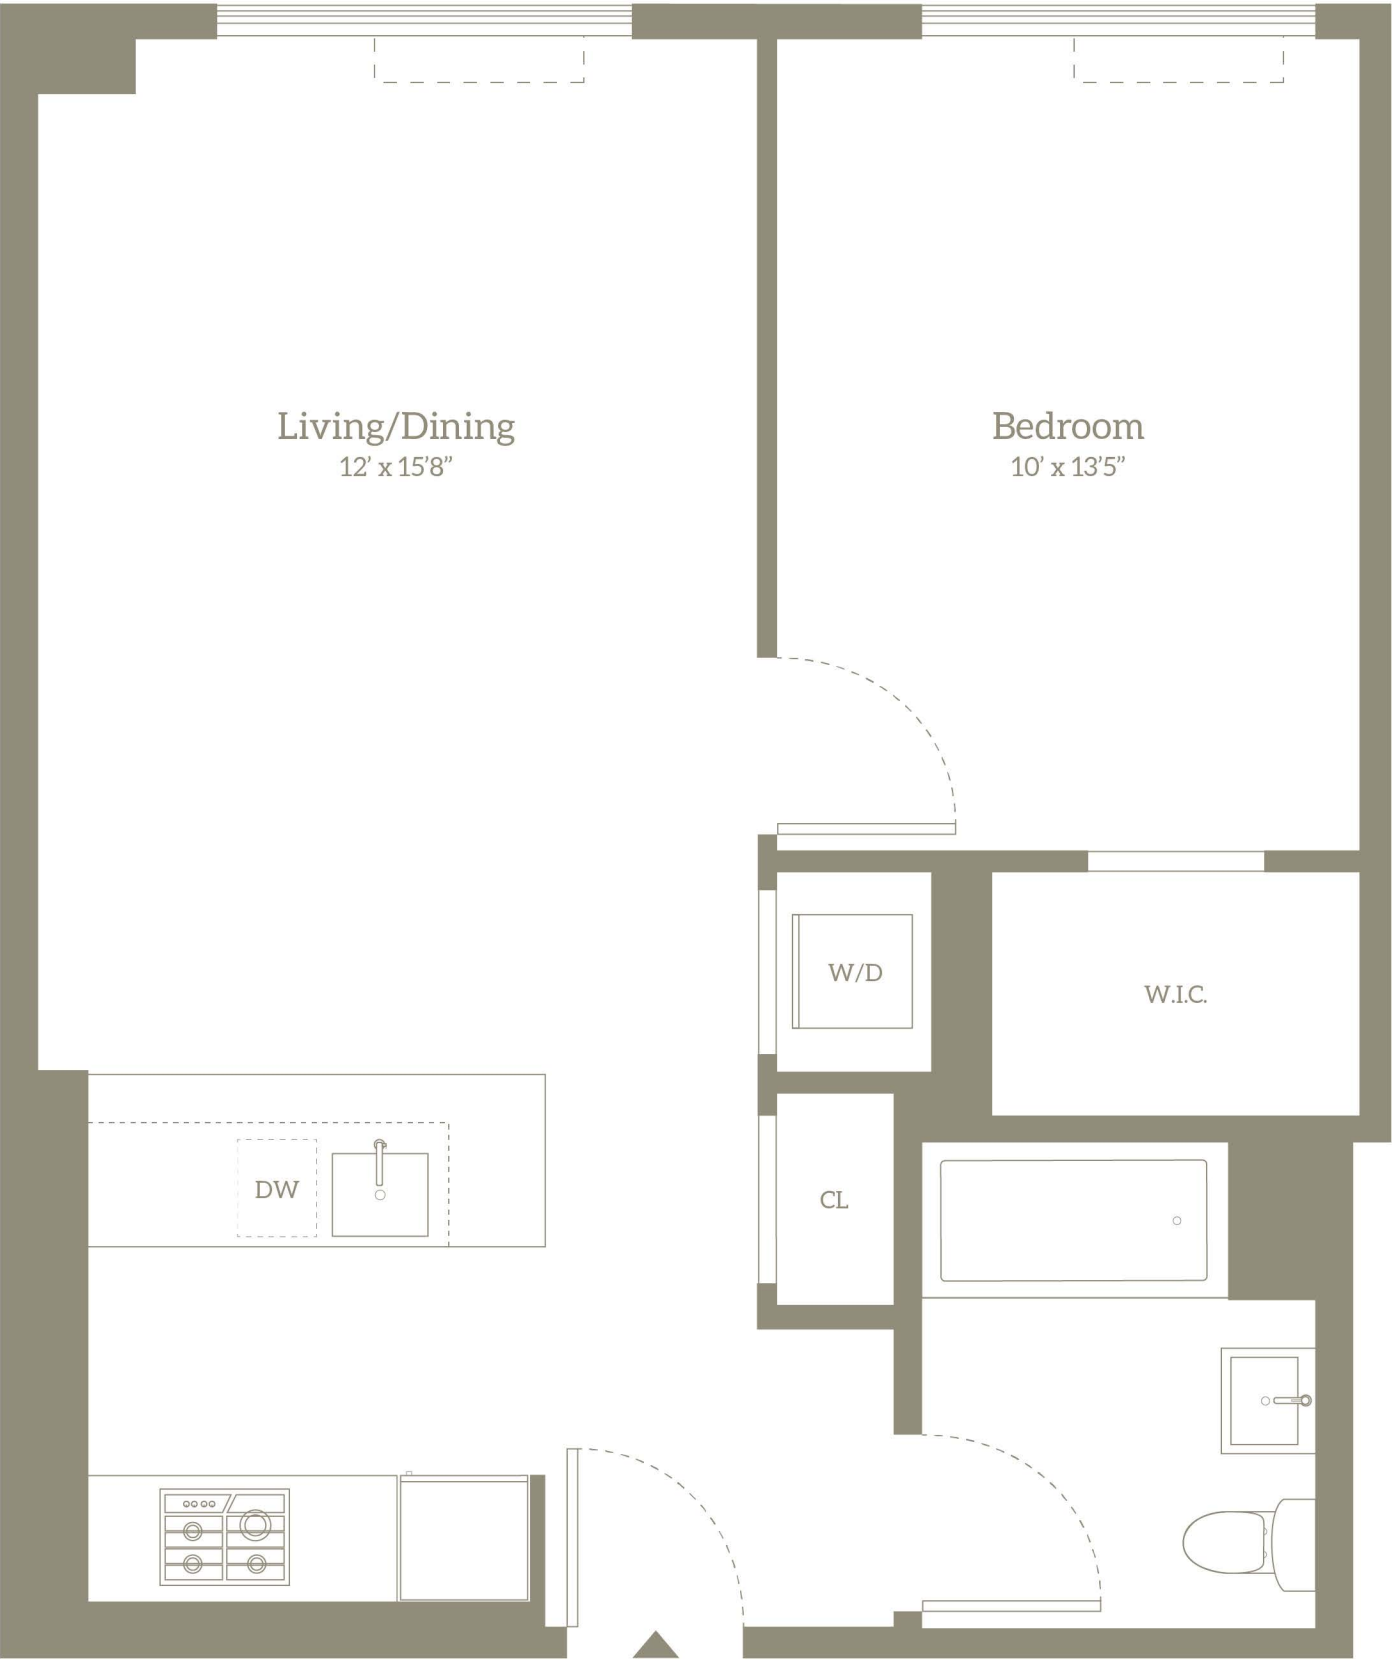 Living/Dining
12’ x 15’8”
Bedroom
10’ x 13’5”
W/D
W.I.C.
DW
CL